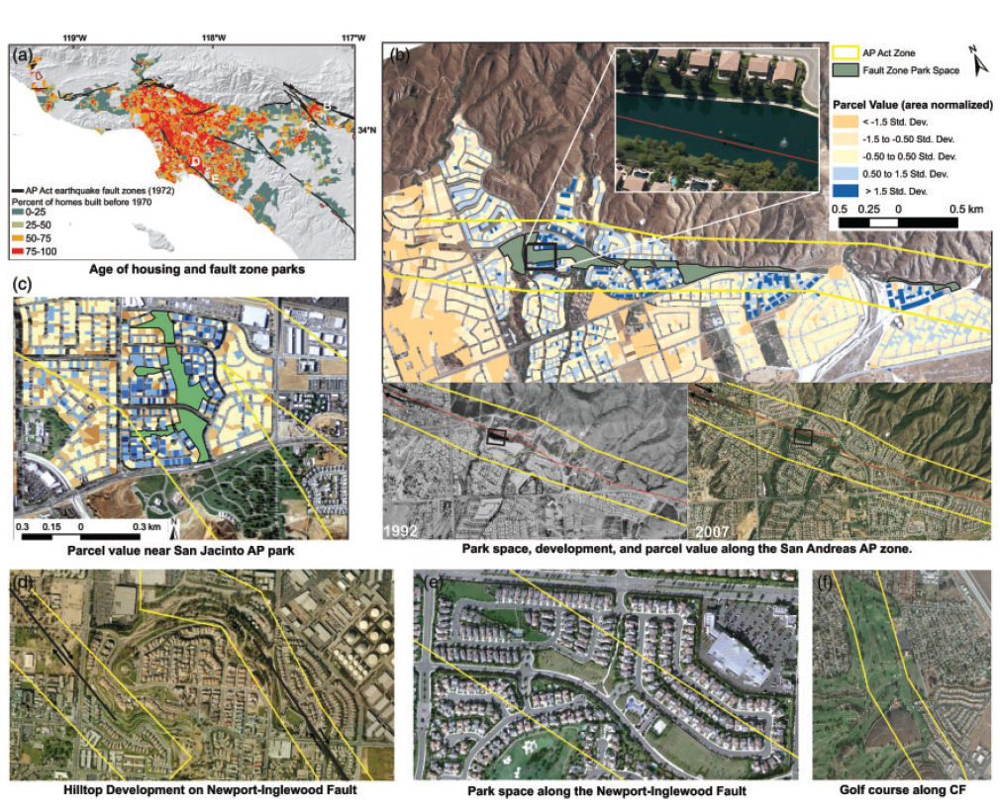 (a)
119°W
118°W
117°W
34°N
B
F
D
E
AP Act earthquake fault zones (1972)
Percent of homes built before 1970
0-25
25-50
50-75
75-100
Age of housing and fault zone parks
(b)
AP Act Zone
Fault Zone Park Space
N
Parcel Value (area normalized)
< -1.5 Std. Dev.
-1.5 to -0.50 Std. Dev.
-0.50 to 0.50 Std. Dev.
0.50 to 1.5 Std. Dev.
> 1.5 Std. Dev.
0.5 0.25 0 0.5 km
1992
2007
Park space, development, and parcel value along the San Andreas AP zone.
(c)
0.3 0.15 0 0.3 km
N
Parcel value near San Jacinto AP park
(d)
Hilltop Development on Newport-Inglewood Fault
(e)
Park space along the Newport-Inglewood Fault
(f)
Golf course along CF